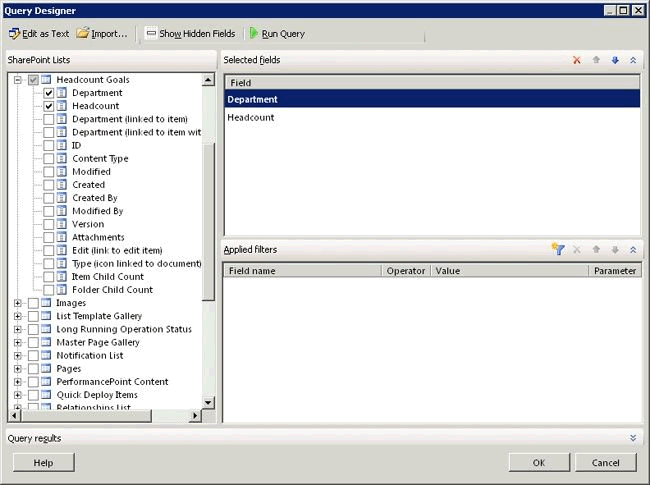 Query Designer
Edit as Text Import... Show Hidden Fields Run Query
SharePoint Lists
Headcount Goals
Department
Headcount
Department (linked to item)
Department (linked to item wit
ID
Content Type
Modified
Created
Created By
Modified By
Version
Attachments
Edit (link to edit item)
Type (icon linked to document)
Item Child Count
Folder Child Count
Images
List Template Gallery
Long Running Operation Status
Master Page Gallery
Notification List
Pages
PerformancePoint Content
Quick Deploy Items
Relationships List
Selected fields
Field
Department
Headcount
Applied filters
Field name Operator Value Parameter
Query results
Help OK Cancel